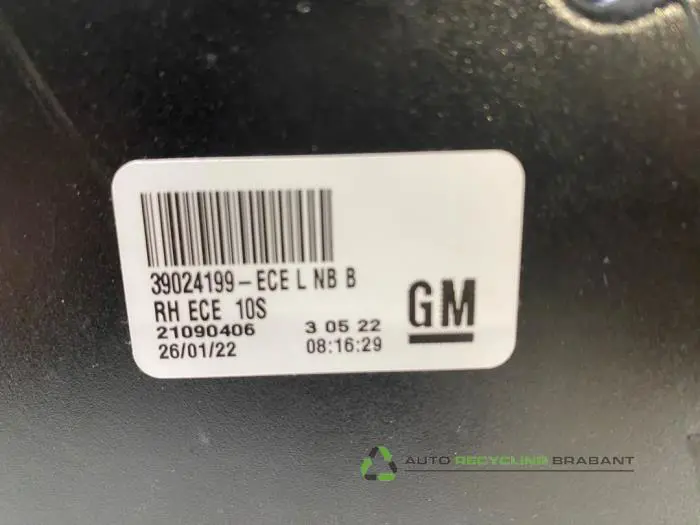 39024199-ECE L NB B
RH ECE 10S
21090406 3 05 22
26/01/22 08:16:29
GM
AUTO RECYCLING BRABANT